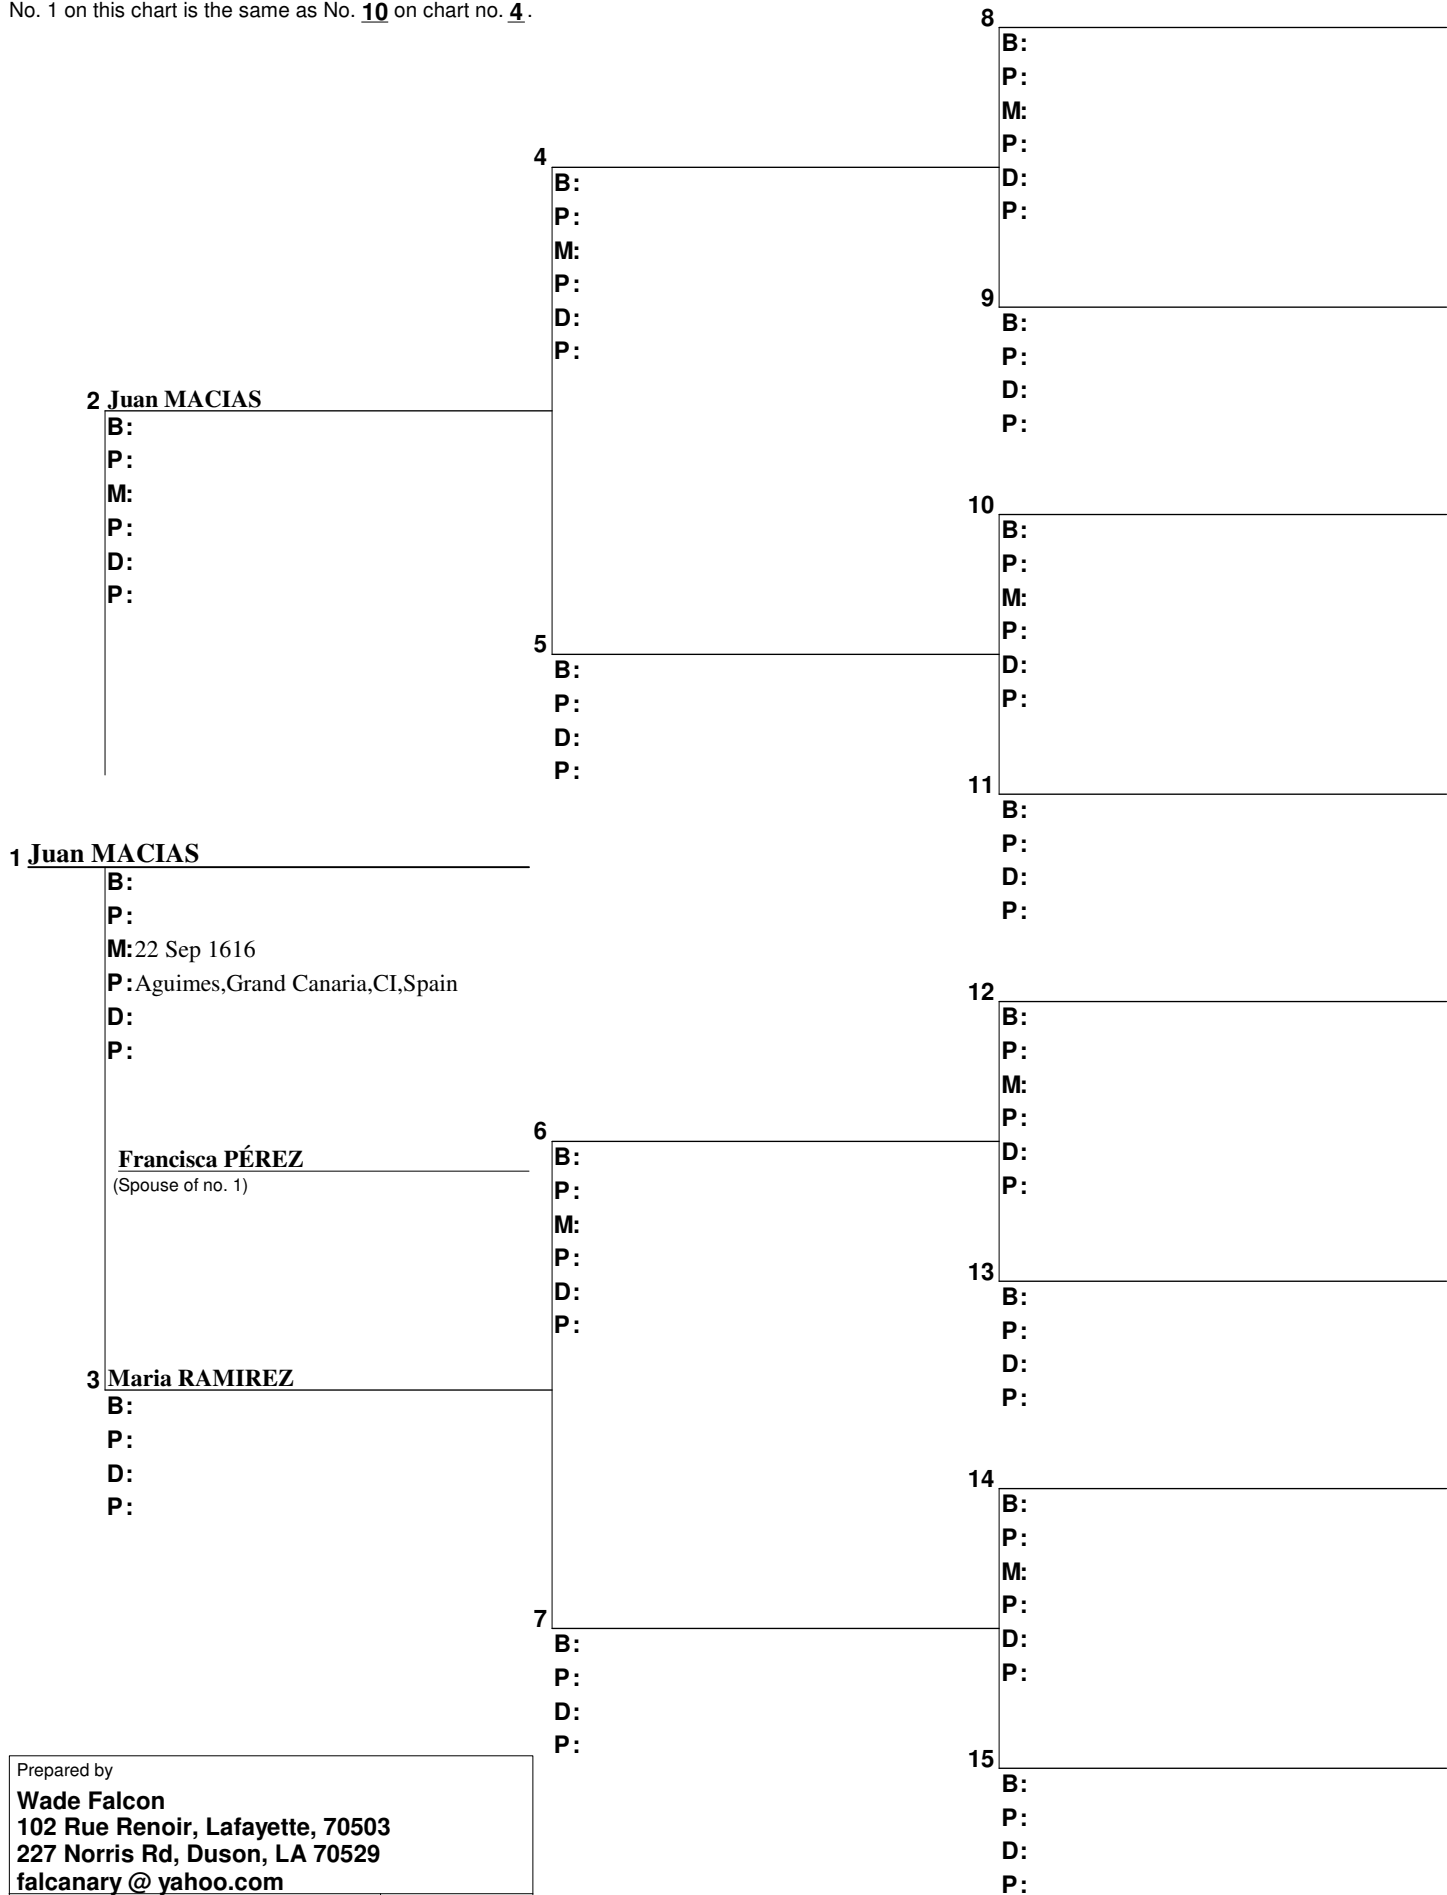 No. 1 on this chart is the same as No. 10 on chart no. 4.
8
B:
P:
M:
P:
D:
P:
4
B:
P:
M:
P:
D:
P:
9
B:
P:
D:
P:
2 Juan MACIAS
B:
P:
M:
P:
D:
P:
10
B:
P:
M:
P:
D:
P:
5
B:
P:
D:
P:
11
B:
P:
D:
P:
1 Juan MACIAS
B:
P:
M:22 Sep 1616
P:Aguimes,Grand Canaria,CI,Spain
D:
P:
12
B:
P:
M:
P:
D:
P:
Francisca PÉREZ
(Spouse of no. 1)
6
B:
P:
M:
P:
D:
P:
13
B:
P:
D:
P:
3 Maria RAMIREZ
B:
P:
D:
P:
14
B:
P:
M:
P:
D:
P:
7
B:
P:
D:
P:
15
B:
P:
D:
P:
Prepared by
Wade Falcon
102 Rue Renoir, Lafayette, 70503
227 Norris Rd, Duson, LA 70529
falcanary @ yahoo.com